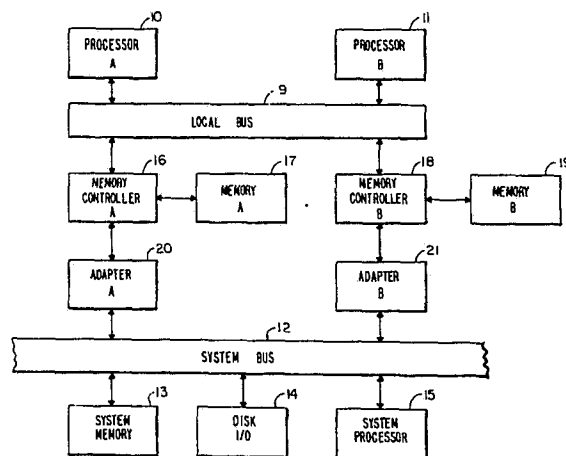 10
11
PROCESSOR
A
PROCESSOR
B
9
LOCAL BUS
16
17
18
19
MEMORY
CONTROLLER
A
MEMORY
A
MEMORY
CONTROLLER
B
MEMORY
B
20
21
ADAPTER
A
ADAPTER
B
12
SYSTEM BUS
13
14
15
SYSTEM
MEMORY
DISK
I/O
SYSTEM
PROCESSOR